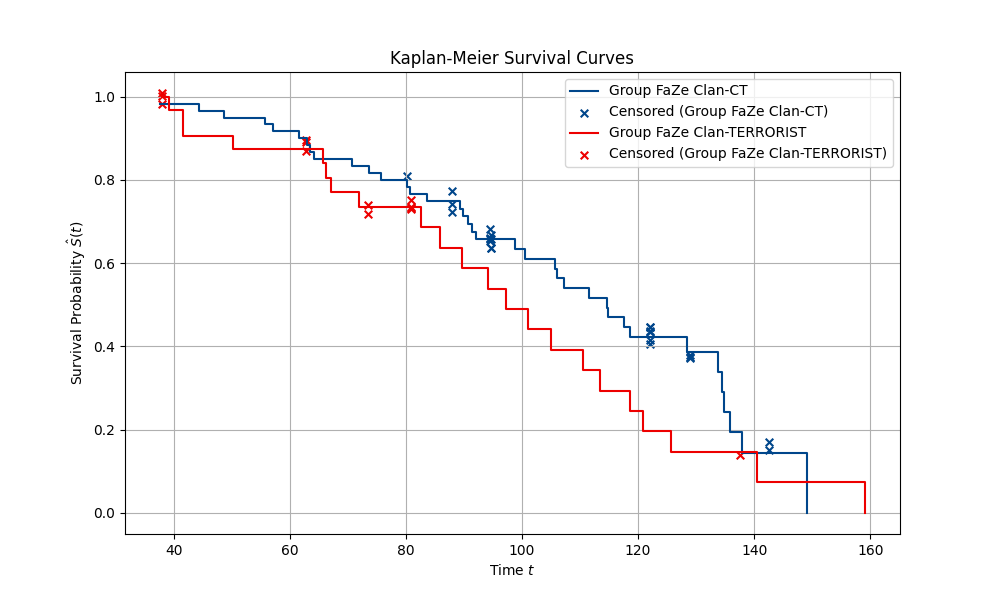 Kaplan-Meier Survival Curves
Group FaZe Clan-CT
Censored (Group FaZe Clan-CT)
Group FaZe Clan-TERRORIST
Censored (Group FaZe Clan-TERRORIST)
Survival Probability Ŝ(t)
1.0
0.8
0.6
0.4
0.2
0.0
40 60 80 100 120 140 160
Time t